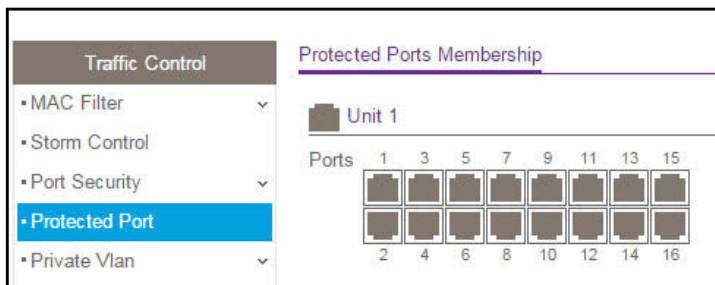 Traffic Control
MAC Filter
Storm Control
Port Security
Protected Port
Private Vlan
Protected Ports Membership
Unit 1
Ports 1 3 5 7 9 11 13 15
2 4 6 8 10 12 14 16